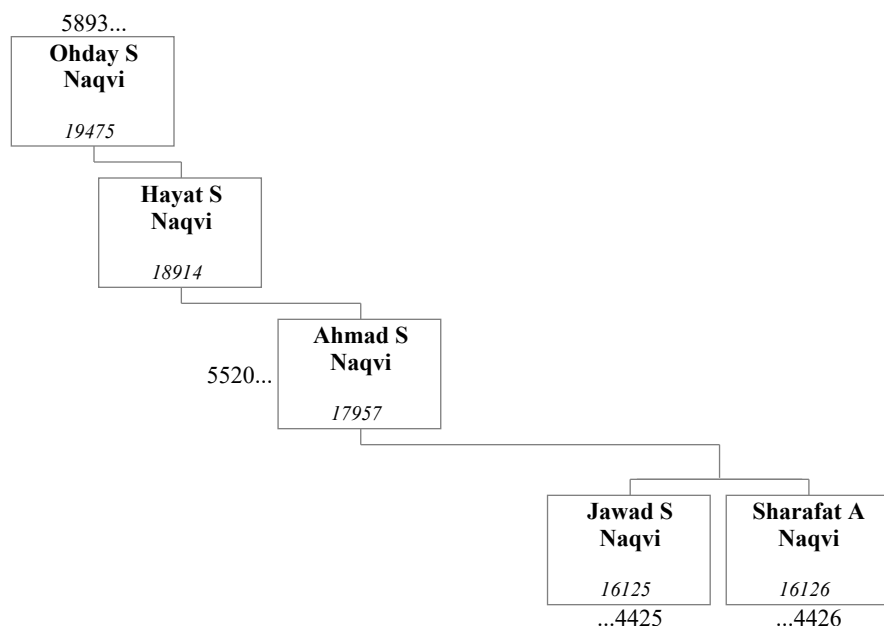 5893...
Ohday S
Naqvi
19475
Hayat S
Naqvi
18914
Ahmad S
Naqvi
5520...
17957
Jawad S
Naqvi
16125
...4425
Sharafat A
Naqvi
16126
...4426